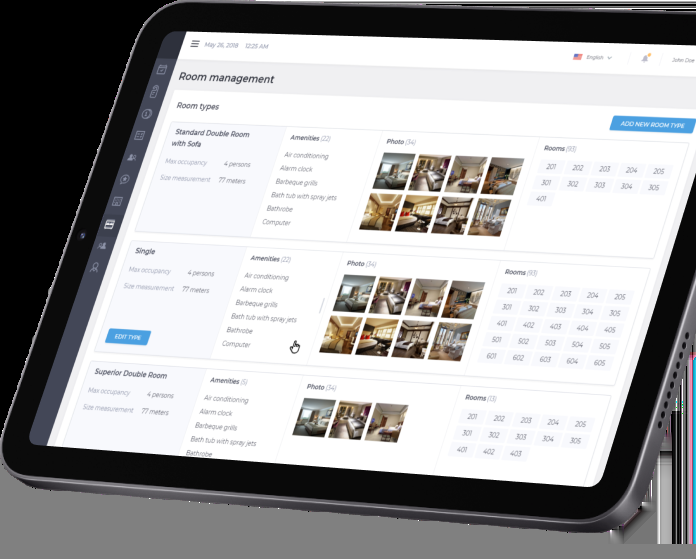 May 26, 2018 12:25 AM
English
John Doe
Room management
Room types
ADD NEW ROOM TYPE
Standard Double Room
with Sofa
Max occupancy 4 persons
Size measurement 77 meters
Amenities (22)
Air conditioning
Alarm clock
Barbeque grills
Bath tub with spray jets
Bathrobe
Computer
Photo (34)
Rooms (93)
201 202 203 204 205
301 302 303 304 305
401
Single
Max occupancy 4 persons
Size measurement 77 meters
EDIT TYPE
Amenities (22)
Air conditioning
Alarm clock
Barbeque grills
Bath tub with spray jets
Bathrobe
Computer
Photo (34)
Rooms (93)
201 202 203 204 205
301 302 303 304 305
401 402 403 404 405
501 502 503 504 505
601 602 603 604 605
Superior Double Room
Max occupancy 4 persons
Size measurement 77 meters
Amenities (5)
Air conditioning
Alarm clock
Barbeque grills
Bath tub with spray jets
Bathrobe
Photo (34)
Rooms (13)
201 202 203 204 205
301 302 303 304 305
401 402 403